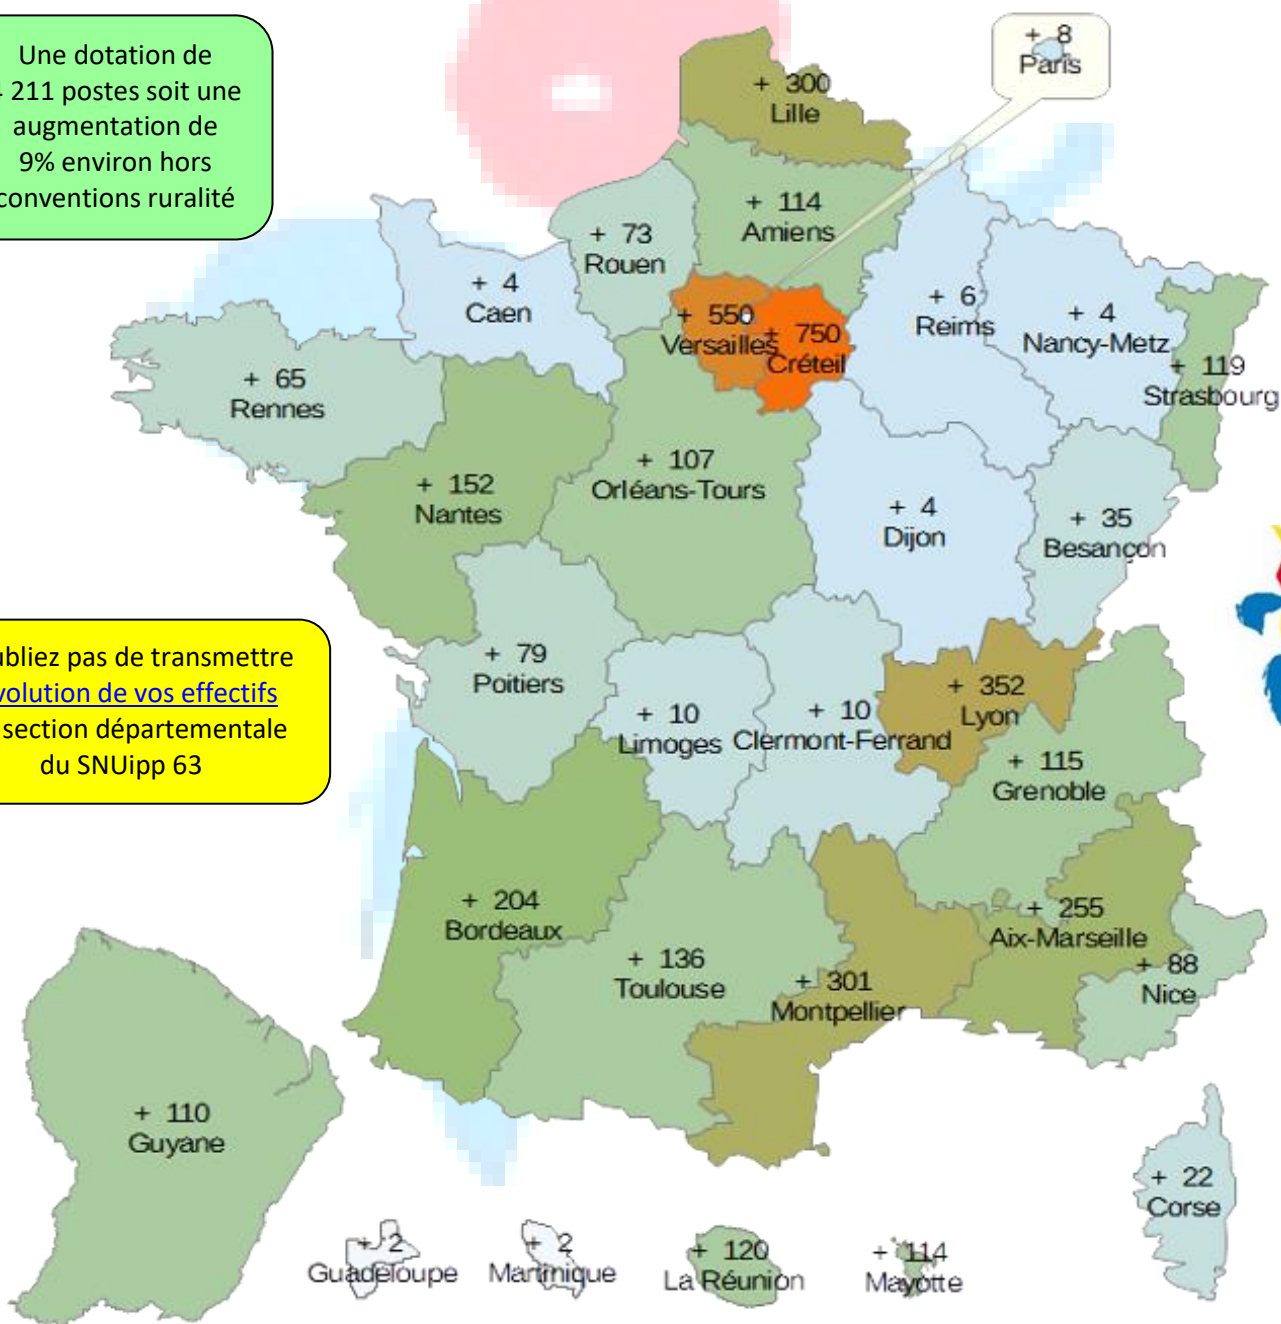 Une dotation de
4 211 postes soit une
augmentation de
9% environ hors
conventions ruralité
+ 8
Paris
+ 300
Lille
+ 114
Amiens
+ 73
Rouen
+ 4
Caen
+ 550
Versailles
+ 750
Créteil
+ 6
Reims
+ 4
Nancy-Metz
+ 119
Strasbourg
+ 65
Rennes
+ 152
Nantes
+ 107
Orléans-Tours
+ 4
Dijon
+ 35
Besançon
bliez pas de transmettre
volution de vos effectifs
section départementale
du SNUipp 63
+ 79
Poitiers
+ 10
Limoges
+ 10
Clermont-Ferrand
+ 352
Lyon
+ 115
Grenoble
+ 204
Bordeaux
+ 136
Toulouse
+ 301
Montpellier
+ 255
Aix-Marseille
+ 88
Nice
+ 110
Guyane
+ 22
Corse
+ 2
Guadeloupe
+ 2
Martinique
+ 120
La Réunion
+ 114
Mayotte